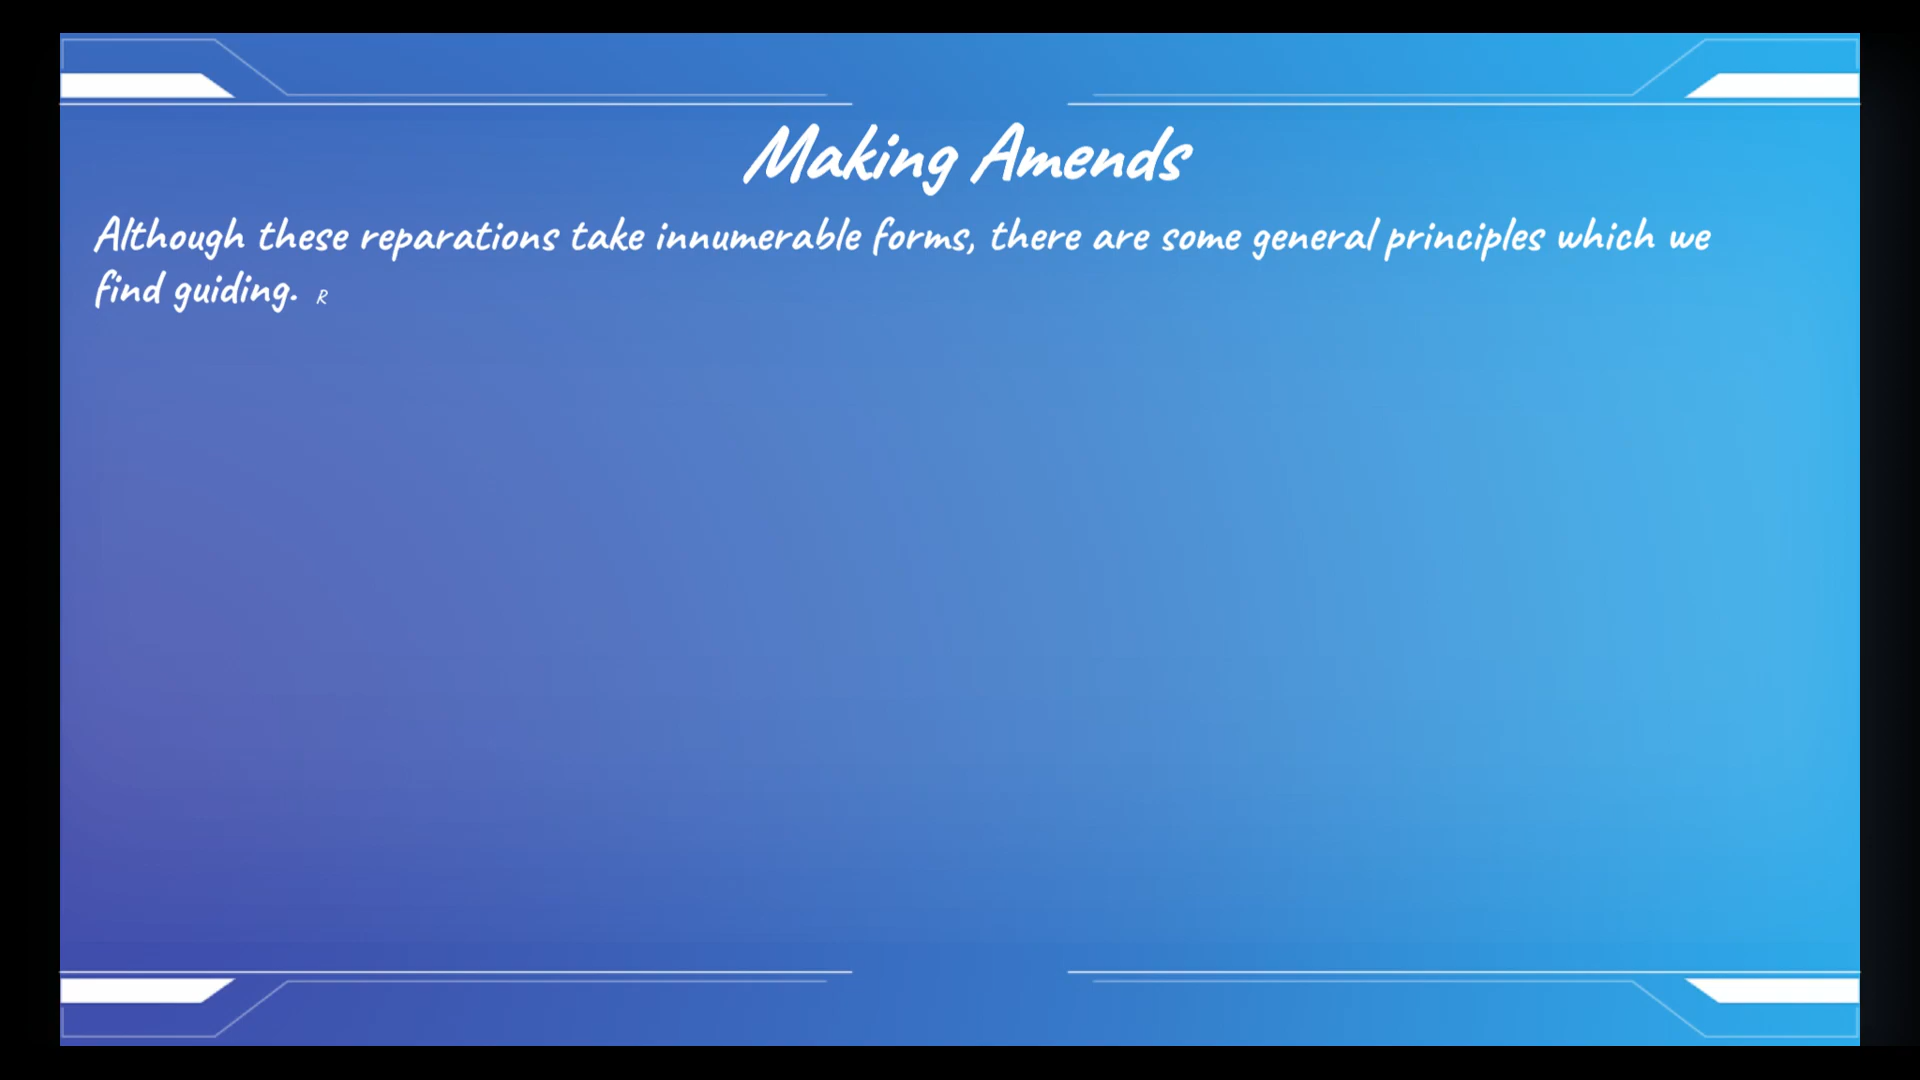 Making Amends
Although these reparations take innumerable forms, there are some general principles which we
find guiding. R